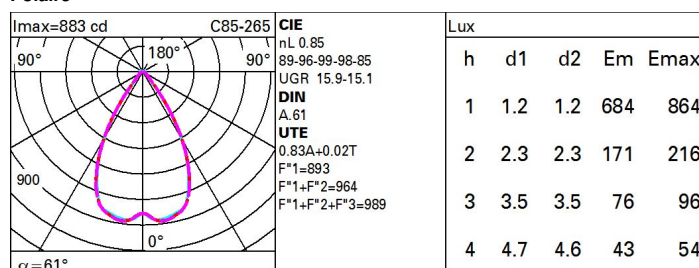 Imax=883 cd C85-265
90° 180° 90°
900
0°
α=61°
CIE
nL 0.85
89-96-99-98-85
UGR 15.9-15.1
DIN
A.61
UTE
0.83A+0.02T
F"1=893
F"1+F"2=964
F"1+F"2+F"3=989
Lux
h d1 d2 Em Emax
1 1.2 1.2 684 864
2 2.3 2.3 171 216
3 3.5 3.5 76 96
4 4.7 4.6 43 54